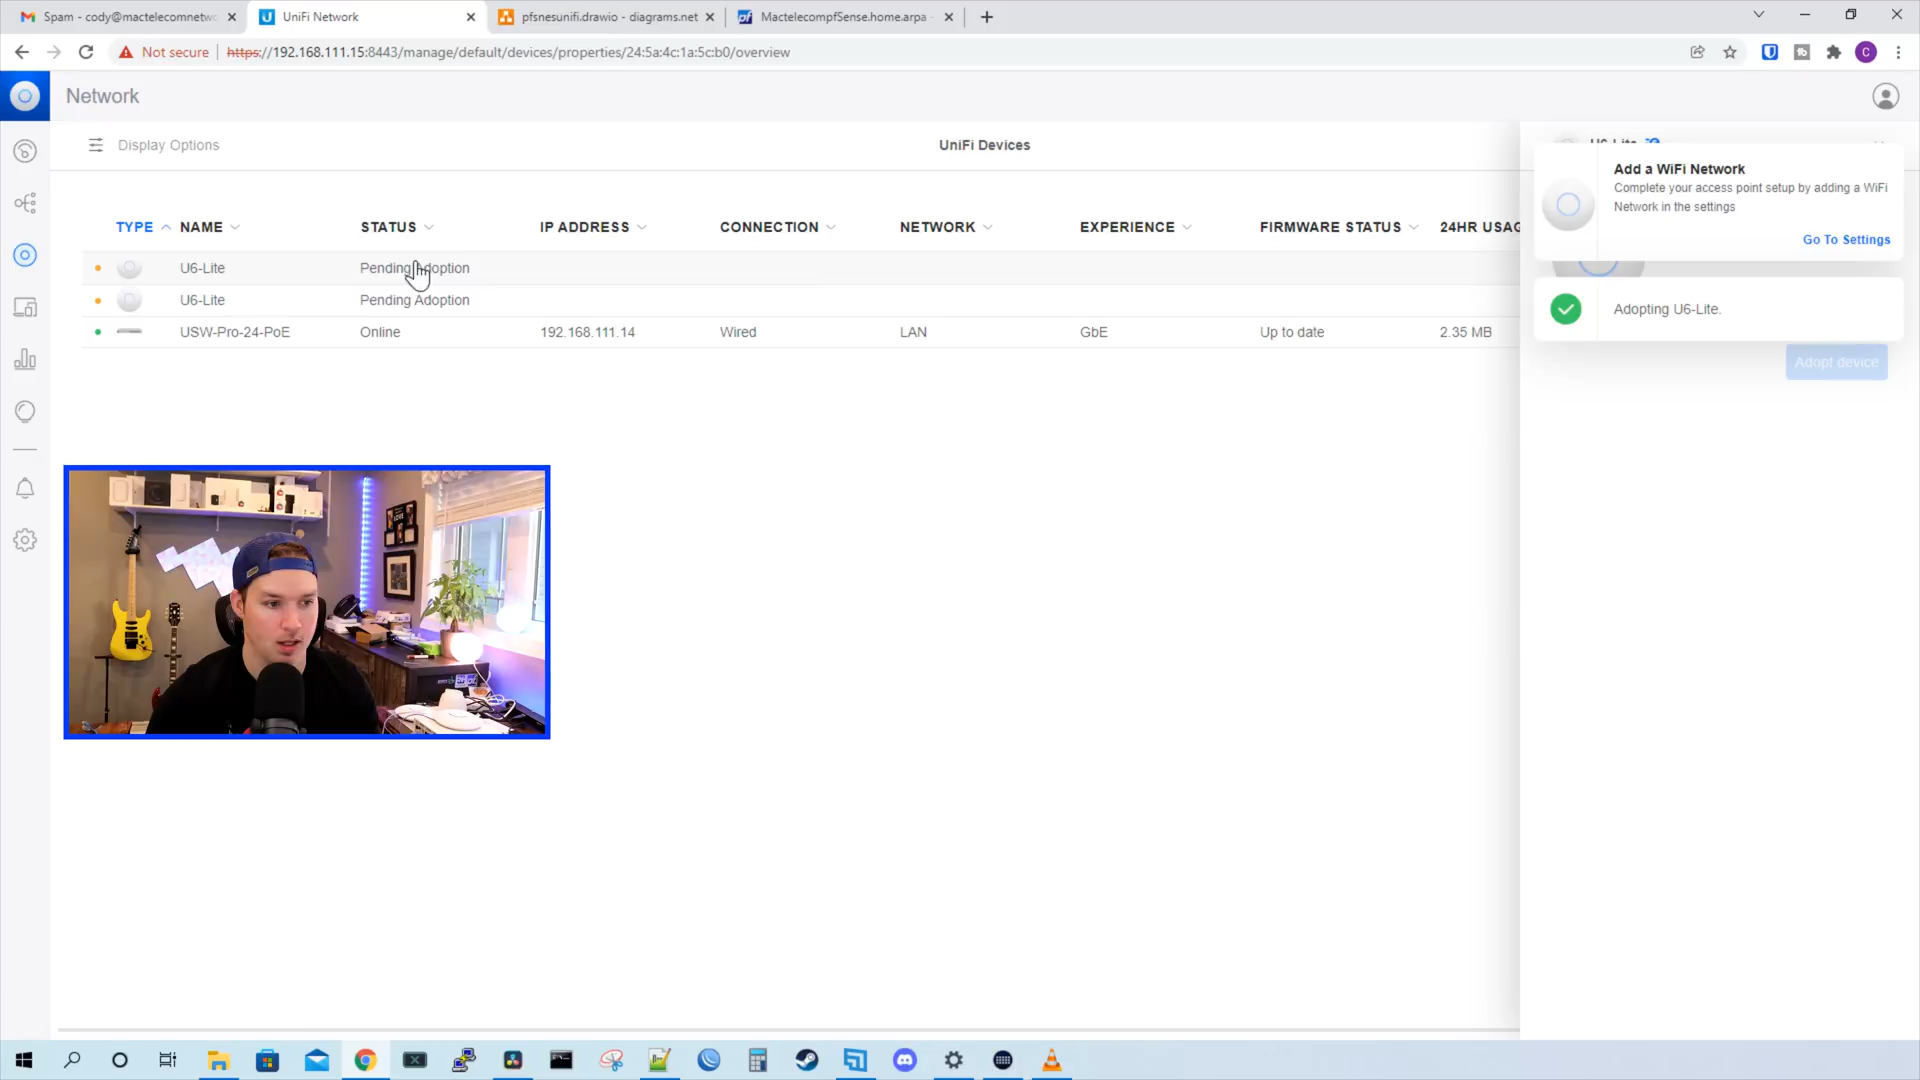 Spam - cody@mactelecomnetwo
UniFi Network
pfsnesunifi.drawio - diagrams.net
MactelecompfSense.home.arpa
Not secure
https://192.168.111.15:8443/manage/default/devices/properties/24:5a:4c:1a:5c:b0/overview
C
Network
Display Options
UniFi Devices
TYPE NAME STATUS IP ADDRESS CONNECTION NETWORK EXPERIENCE FIRMWARE STATUS 24HR USAG
U6-Lite Pending Adoption
U6-Lite Pending Adoption
USW-Pro-24-PoE Online 192.168.111.14 Wired LAN GbE Up to date 2.35 MB
U6-Lite
Add a WiFi Network
Complete your access point setup by adding a WiFi
Network in the settings
Go To Settings
Adopting U6-Lite.
Adopt device